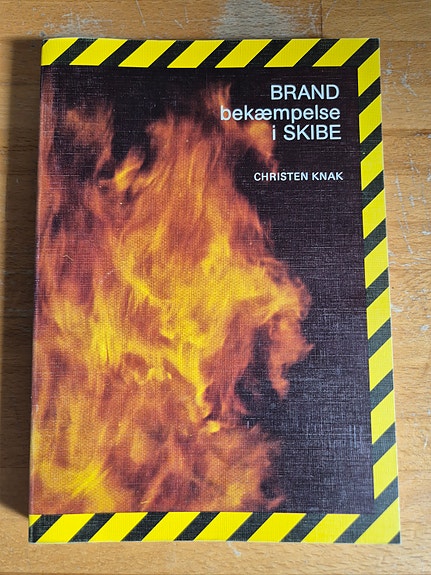 BRAND
bekæmpelse
i SKIBE
CHRISTEN KNAK